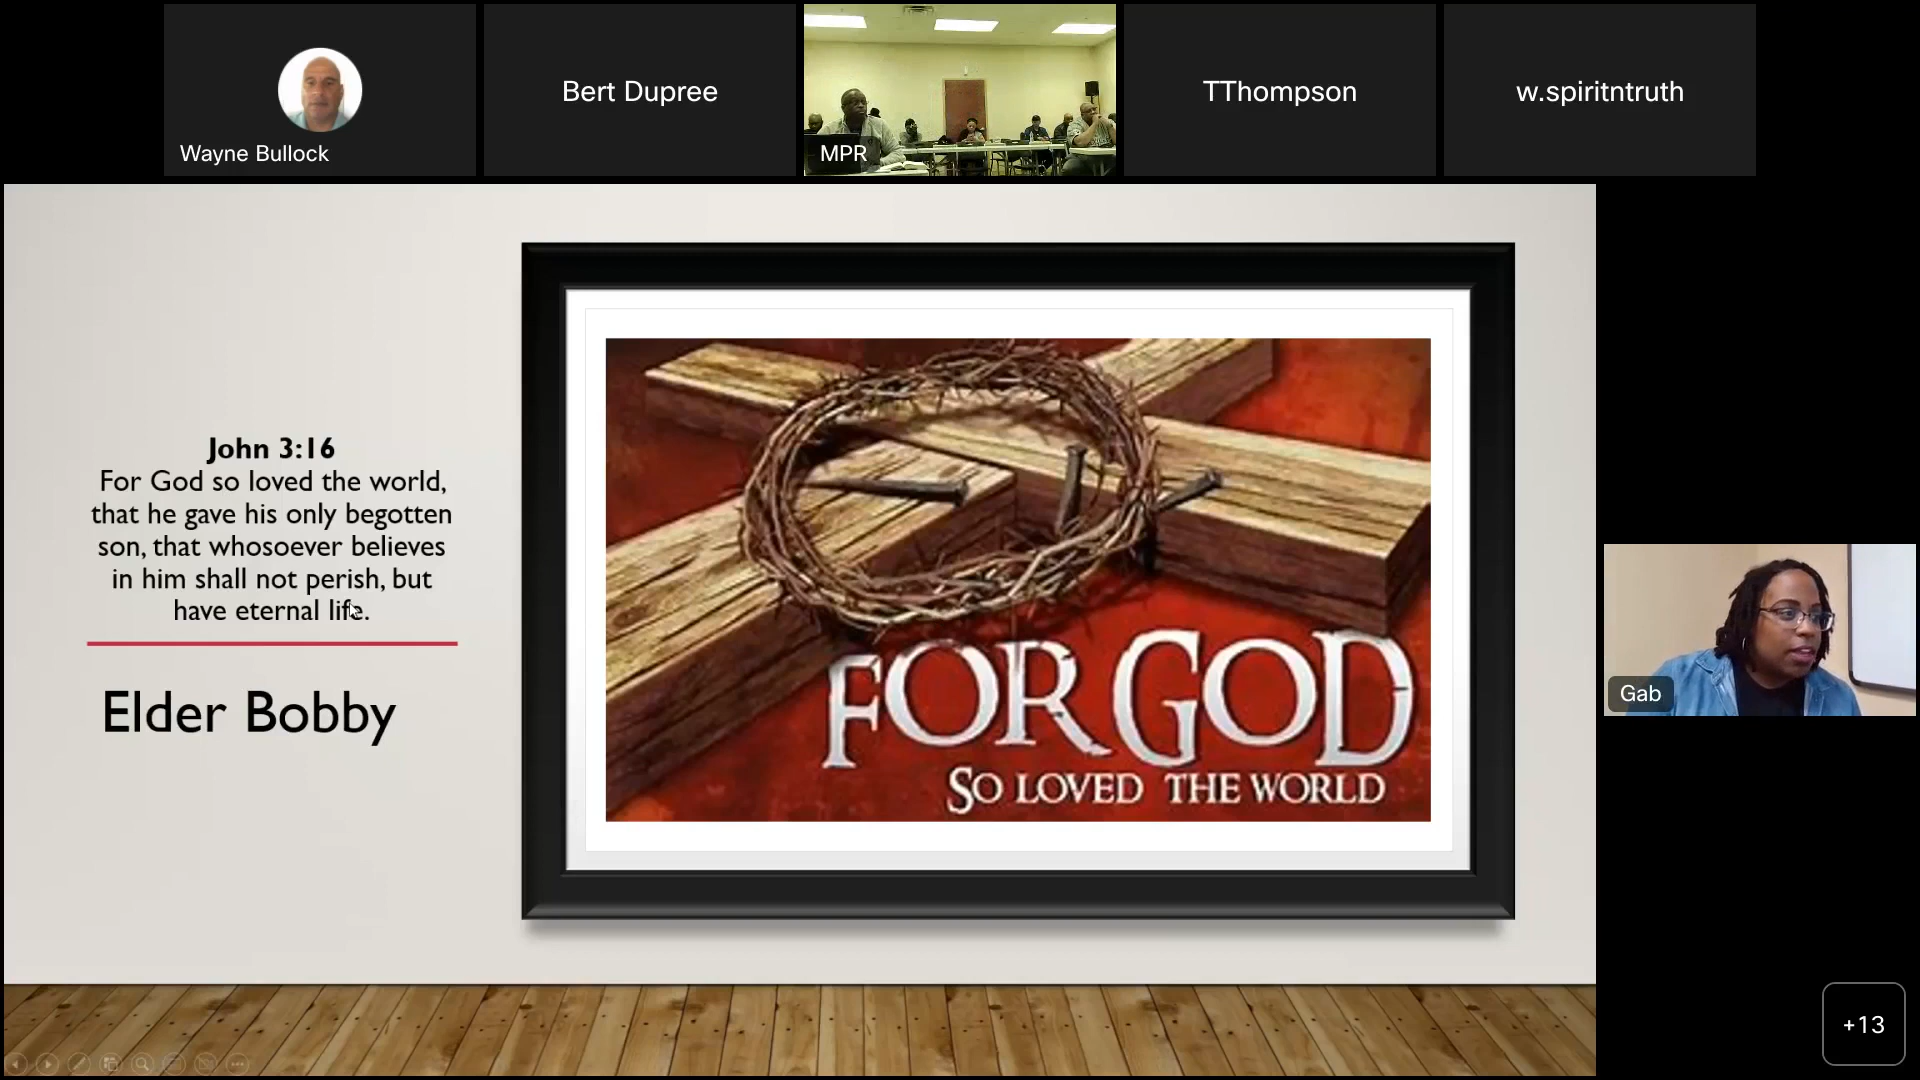 Wayne Bullock
Bert Dupree
MPR
TThompson
w.spiritntruth
John 3:16
For God so loved the world,
that he gave his only begotten
son, that whosoever believes
in him shall not perish, but
have eternal life.
Elder Bobby
FOR GOD
SO LOVED THE WORLD
Gab
+13